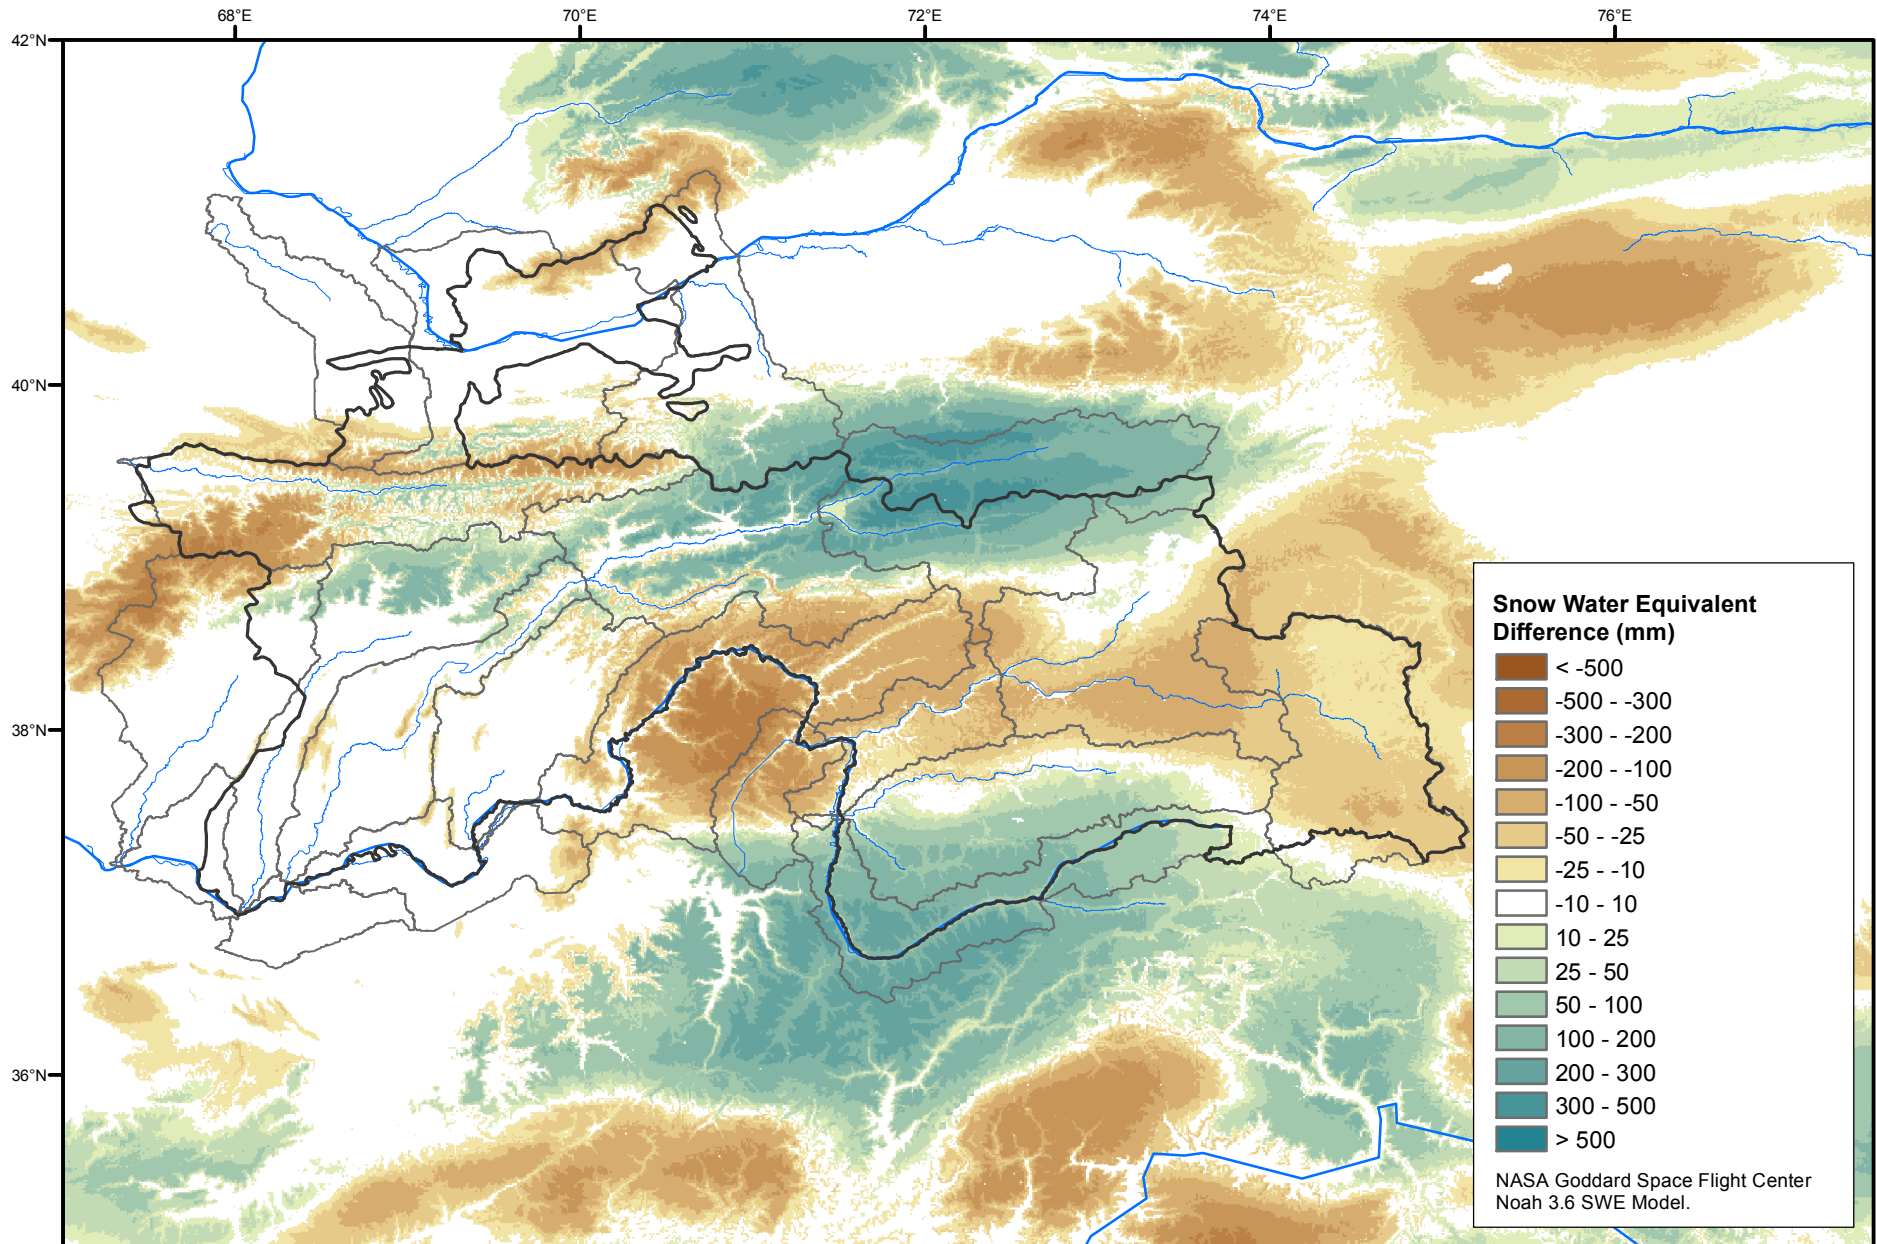 68°E
70°E
72°E
74°E
76°E
42°N
40°N
38°N
36°N
Snow Water Equivalent
Difference (mm)
< -500
-500 - -300
-300 - -200
-200 - -100
-100 - -50
-50 - -25
-25 - -10
-10 - 10
10 - 25
25 - 50
50 - 100
100 - 200
200 - 300
300 - 500
> 500
NASA Goddard Space Flight Center
Noah 3.6 SWE Model.